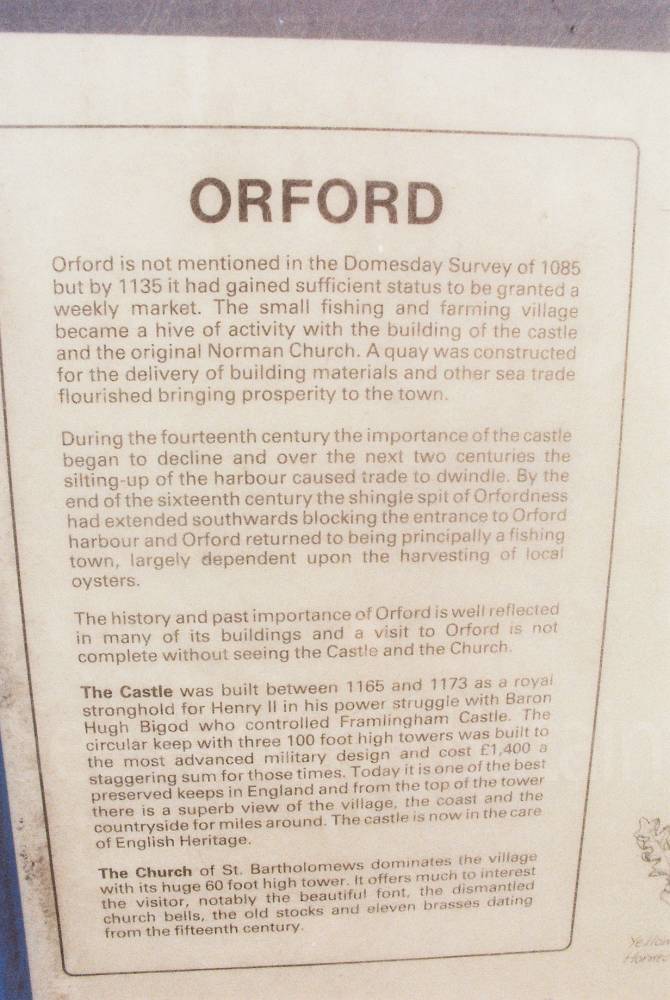 ORFORD
Orford is not mentioned in the Domesday Survey of 1085
but by 1135 it had gained sufficient status to be granted a
weekly market. The small fishing and farming village
became a hive of activity with the building of the castle
and the original Norman Church. A quay was constructed
for the delivery of building materials and other sea trade
flourished bringing prosperity to the town.
During the fourteenth century the importance of the castle
began to decline and over the next two centuries the
silting-up of the harbour caused trade to dwindle. By the
end of the sixteenth century the shingle spit of Orfordness
had extended southwards blocking the entrance to Orford
harbour and Orford returned to being principally a fishing
town, largely dependent upon the harvesting of local
oysters.
The history and past importance of Orford is well reflected
in many of its buildings and a visit to Orford is not
complete without seeing the Castle and the Church.
The Castle was built between 1165 and 1173 as a royal
stronghold for Henry II in his power struggle with Baron
Hugh Bigod who controlled Framlingham Castle. The
circular keep with three 100 foot high towers was built to
the most advanced military design and cost £1,400 a
staggering sum for those times. Today it is one of the best
preserved keeps in England and from the top of the tower
there is a superb view of the village, the coast and the
countryside for miles around. The castle is now in the care
of English Heritage.
The Church of St. Bartholomews dominates the village
with its huge 60 foot high tower. It offers much to interest
the visitor, notably the beautiful font, the dismantled
church bells, the old stocks and eleven brasses dating
from the fifteenth century.